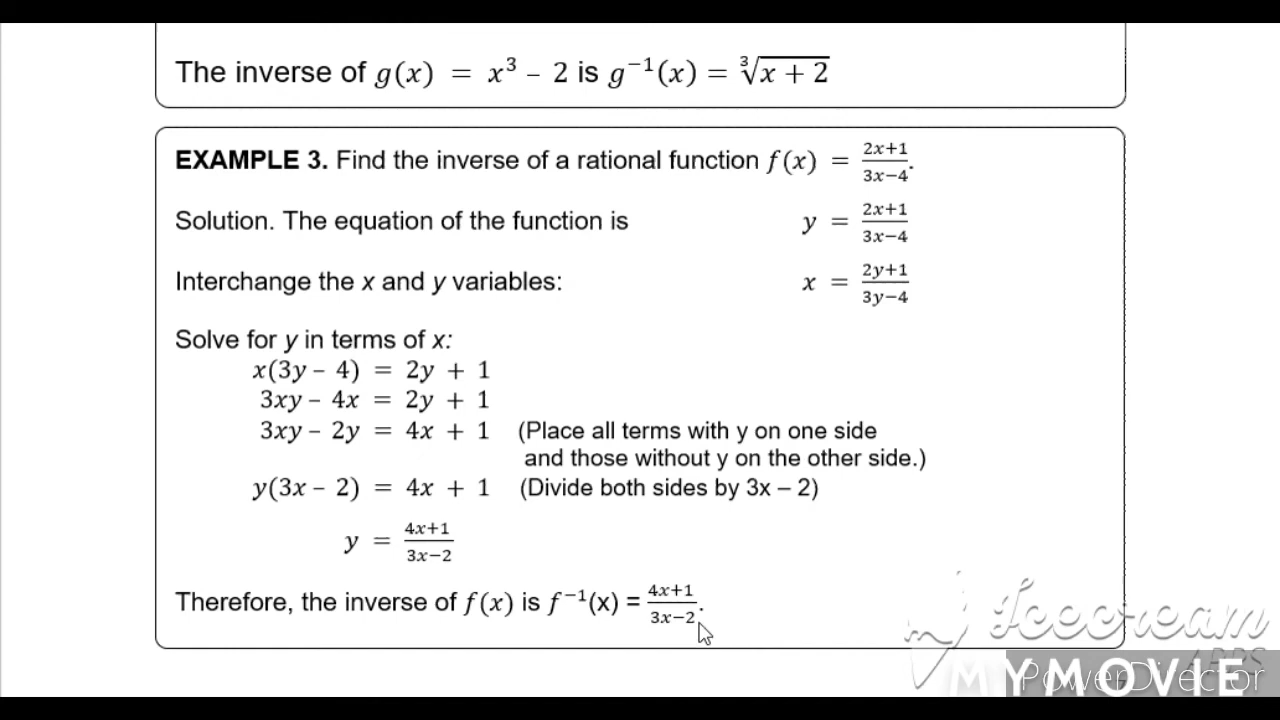 The inverse of g(x) = x³ – 2 is g⁻¹(x) = ∛(x + 2)
EXAMPLE 3. Find the inverse of a rational function f(x) = (2x+1)/(3x−4).
Solution. The equation of the function is y = (2x+1)/(3x−4)
Interchange the x and y variables: x = (2y+1)/(3y−4)
Solve for y in terms of x:
x(3y – 4) = 2y + 1
3xy – 4x = 2y + 1
3xy – 2y = 4x + 1 (Place all terms with y on one side
and those without y on the other side.)
y(3x – 2) = 4x + 1 (Divide both sides by 3x – 2)
y = (4x+1)/(3x−2)
Therefore, the inverse of f(x) is f⁻¹(x) = (4x+1)/(3x−2).
Icecream
APPS
PowerDirector
MYMOVIE